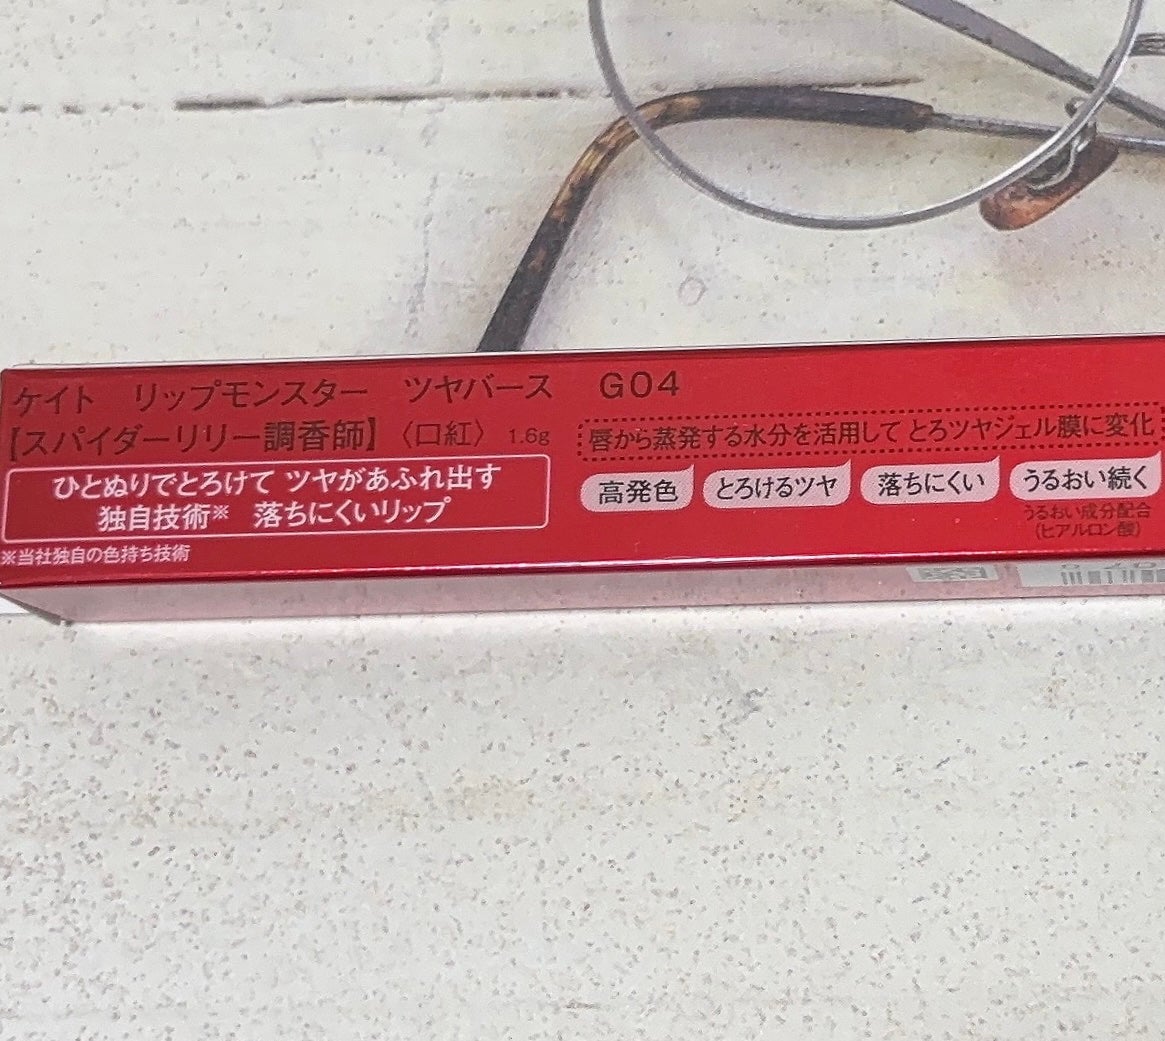 ケイト リップモンスター ツヤバース G04
【スパイダーリリー調香師】〈口紅〉 1.6g
ひとぬりでとろけて ツヤがあふれ出す
独自技術※ 落ちにくいリップ
※当社独自の色持ち技術
唇から蒸発する水分を活用して とろツヤジェル膜に変化
高発色 とろけるツヤ 落ちにくい うるおい続く
うるおい成分配合
(ヒアルロン酸)